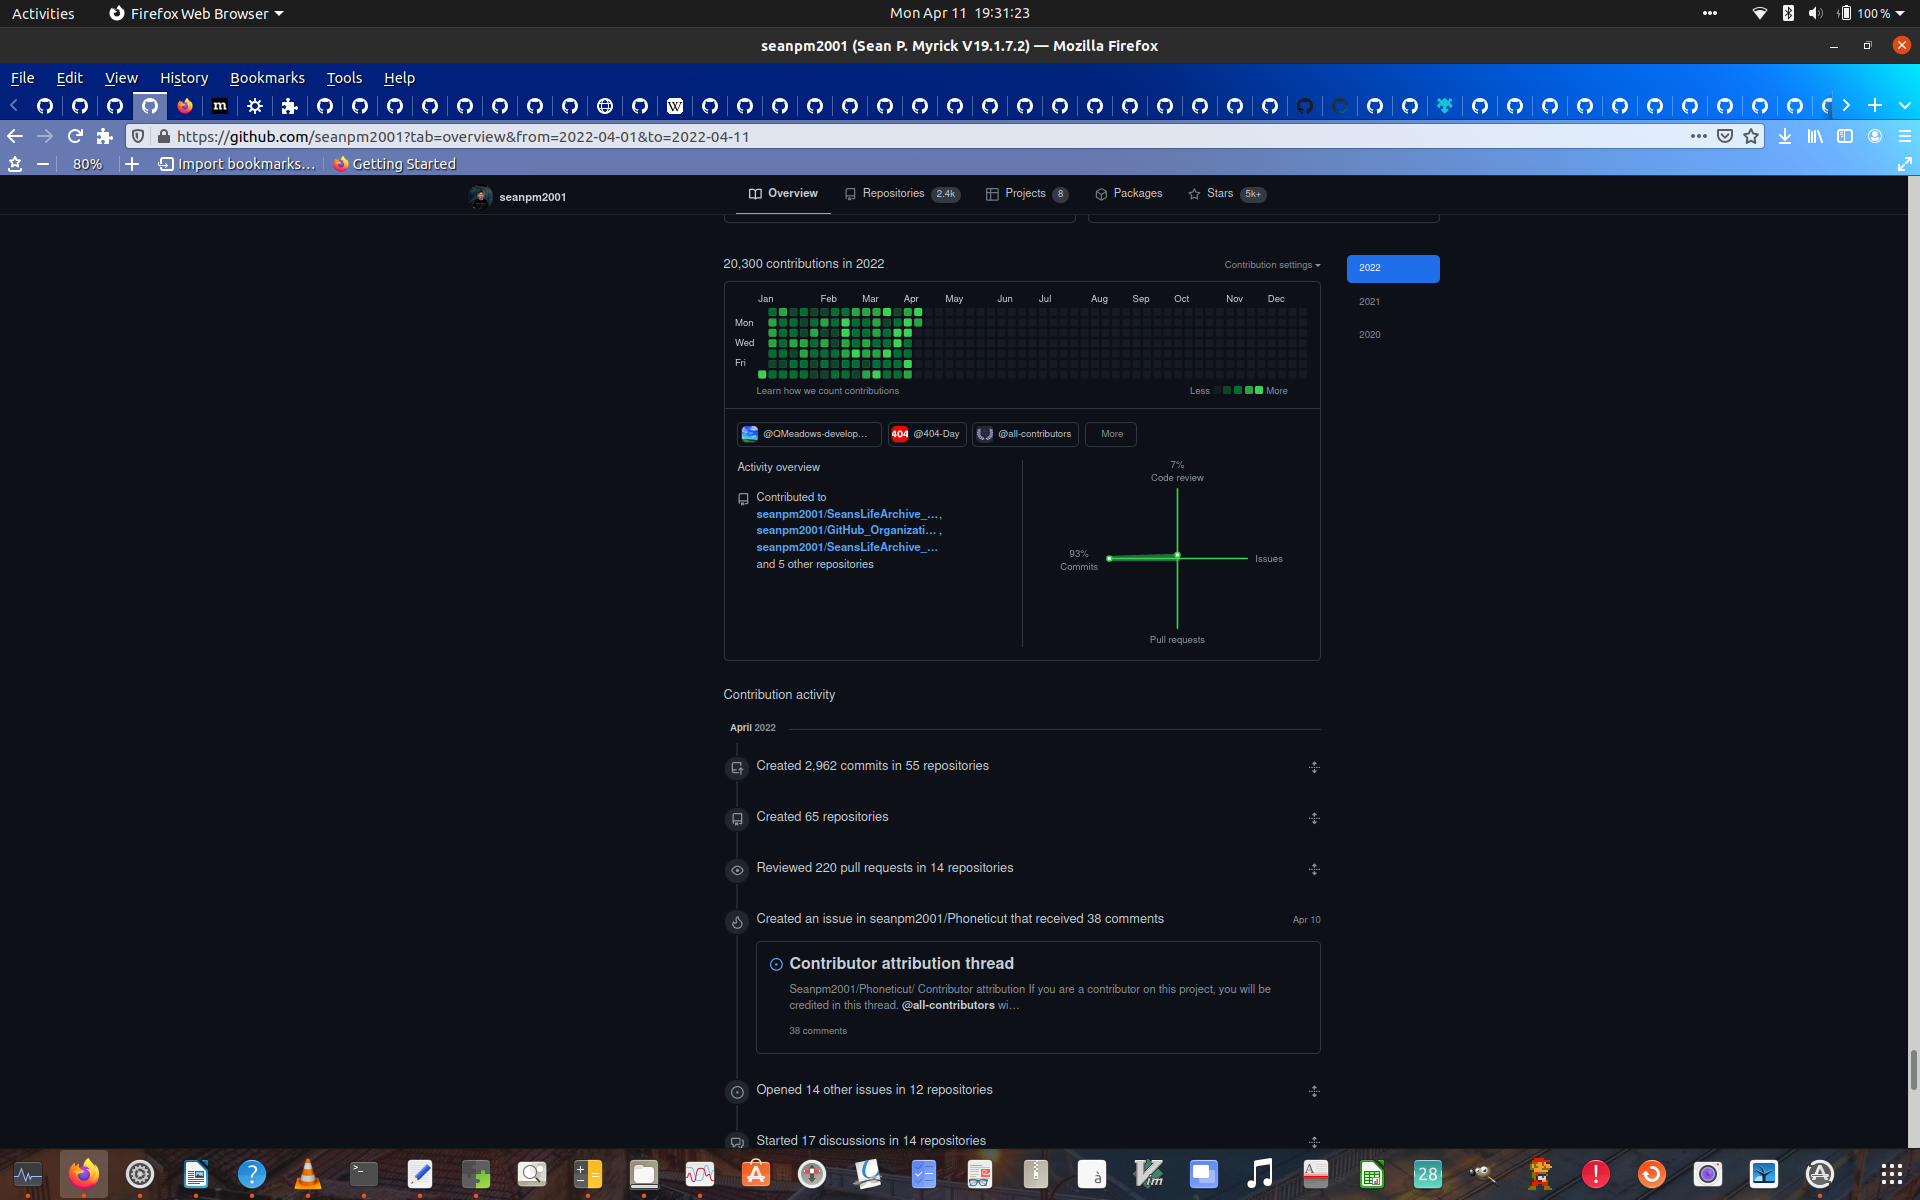 Activities
Firefox Web Browser
Mon Apr 11 19:31:23
100 %
seanpm2001 (Sean P. Myrick V19.1.7.2) — Mozilla Firefox
File Edit View History Bookmarks Tools Help
https://github.com/seanpm2001?tab=overview&from=2022-04-01&to=2022-04-11
80%
Import bookmarks...
Getting Started
seanpm2001
Overview
Repositories 2.4k
Projects 8
Packages
Stars 5k+
20,300 contributions in 2022
Contribution settings
2022
2021
2020
Jan Feb Mar Apr May Jun Jul Aug Sep Oct Nov Dec
Mon
Wed
Fri
Learn how we count contributions
Less More
@QMeadows-develop...
404 @404-Day
@all-contributors
More
Activity overview
Contributed to
seanpm2001/SeansLifeArchive_...,
seanpm2001/GitHub_Organizati... ,
seanpm2001/SeansLifeArchive_...
and 5 other repositories
7%
Code review
93%
Commits
Issues
Pull requests
Contribution activity
April 2022
Created 2,962 commits in 55 repositories
Created 65 repositories
Reviewed 220 pull requests in 14 repositories
Created an issue in seanpm2001/Phoneticut that received 38 comments
Apr 10
Contributor attribution thread
Seanpm2001/Phoneticut/ Contributor attribution If you are a contributor on this project, you will be
credited in this thread. @all-contributors wi...
38 comments
Opened 14 other issues in 12 repositories
Started 17 discussions in 14 repositories
28